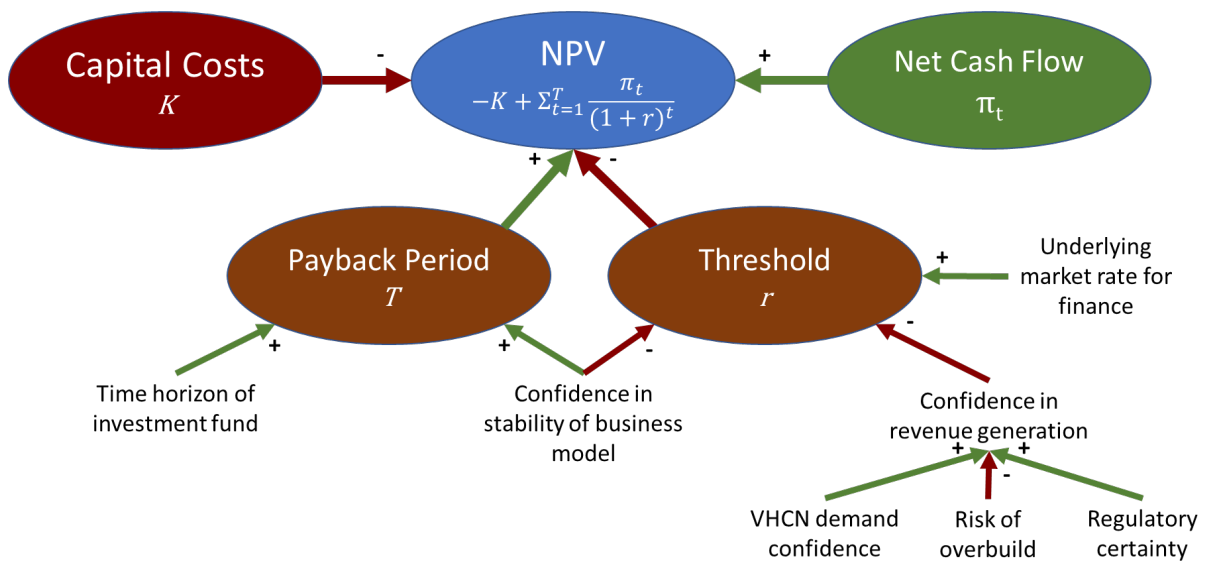 Capital Costs
K
-
NPV
−K + Σ_{t=1}^{T} π_t / (1 + r)^t
+
Net Cash Flow
π_t
+
-
Payback Period
T
Threshold
r
+
Underlying
market rate for
finance
+
+
-
-
Time horizon of
investment fund
Confidence in
stability of business
model
Confidence in
revenue generation
+
+
-
VHCN demand
confidence
Risk of
overbuild
Regulatory
certainty